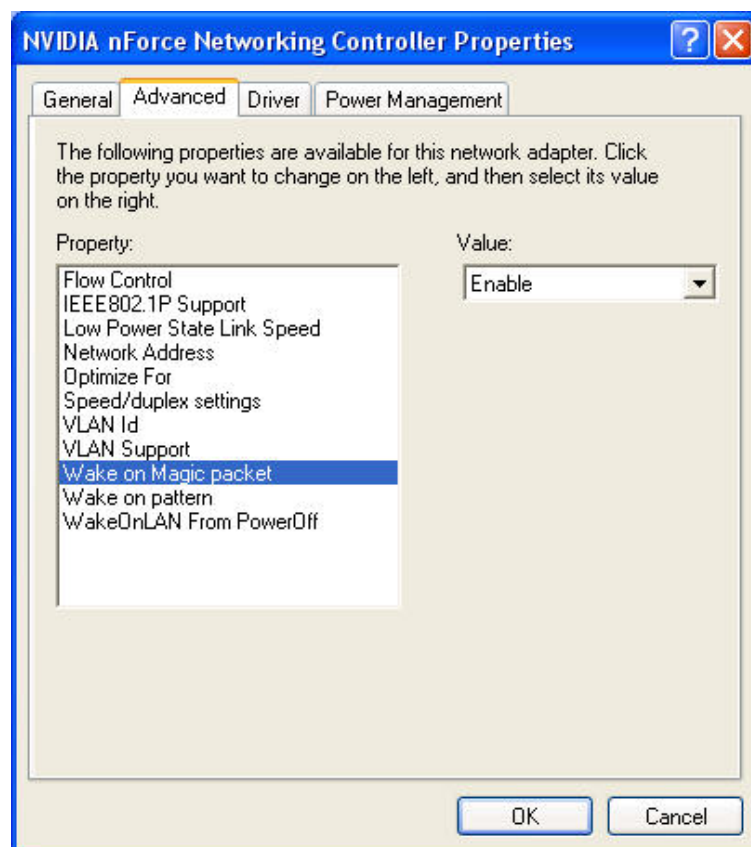 NVIDIA nForce Networking Controller Properties
General Advanced Driver Power Management
The following properties are available for this network adapter. Click
the property you want to change on the left, and then select its value
on the right.
Property:
Value:
Flow Control
IEEE802.1P Support
Low Power State Link Speed
Network Address
Optimize For
Speed/duplex settings
VLAN Id
VLAN Support
Wake on Magic packet
Wake on pattern
WakeOnLAN From PowerOff
Enable
OK Cancel